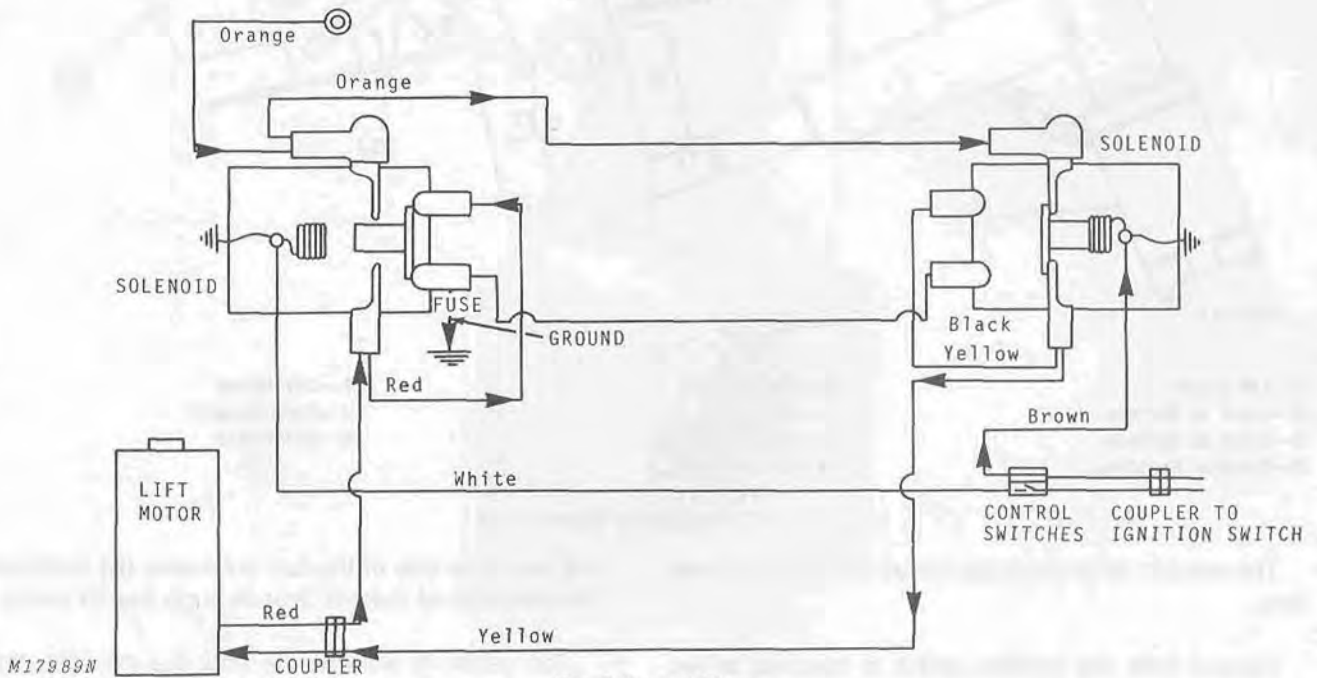 Orange
Orange
SOLENOID
SOLENOID
FUSE
GROUND
Black
Yellow
Red
Brown
White
LIFT
MOTOR
CONTROL
SWITCHES
COUPLER TO
IGNITION SWITCH
Red
Yellow
COUPLER
M17989N